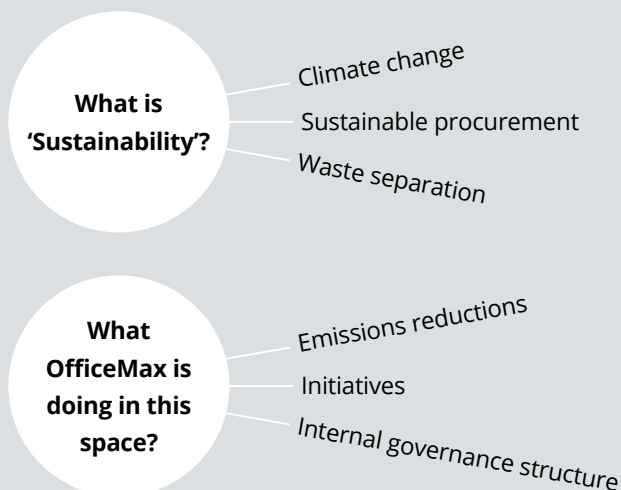 What is
‘Sustainability’?
Climate change
Sustainable procurement
Waste separation
What
OfficeMax is
doing in this
space?
Emissions reductions
Initiatives
Internal governance structure